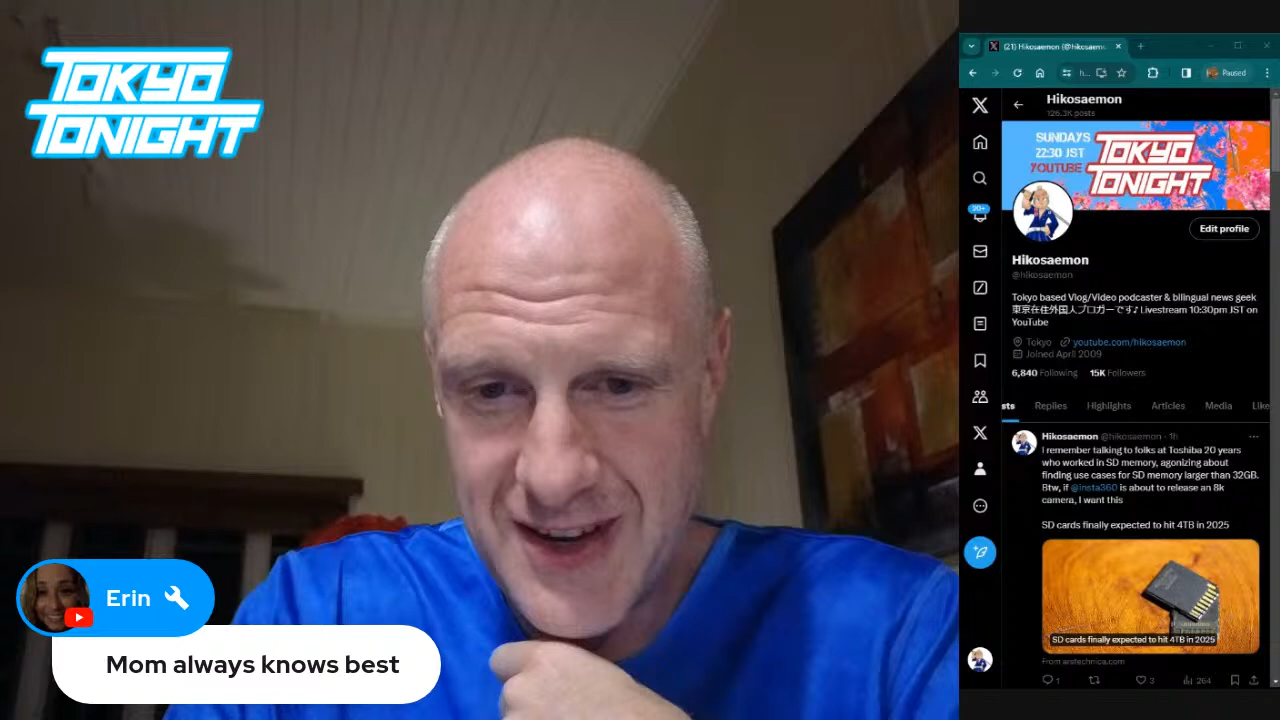 TOKYO
TONIGHT
Erin
Mom always knows best
(21) Hikosaemon (@hikosaemo
h...
Paused
Hikosaemon
126.3K posts
SUNDAYS
22:30 JST
YOUTUBE
TOKYO
TONIGHT
20+
Edit profile
Hikosaemon
@hikosaemon
Tokyo based Vlog/Video podcaster & bilingual news geek
東京在住外国人ブロガーです♪ Livestream 10:30pm JST on
YouTube
Tokyo youtube.com/hikosaemon
Joined April 2009
6,840 Following 15K Followers
sts Replies Highlights Articles Media Like
Hikosaemon @hikosaemon · 1h
I remember talking to folks at Toshiba 20 years
who worked in SD memory, agonizing about
finding use cases for SD memory larger than 32GB.
Btw, if @insta360 is about to release an 8k
camera, I want this
SD cards finally expected to hit 4TB in 2025
SD cards finally expected to hit 4TB in 2025
From arstechnica.com
1 3 264